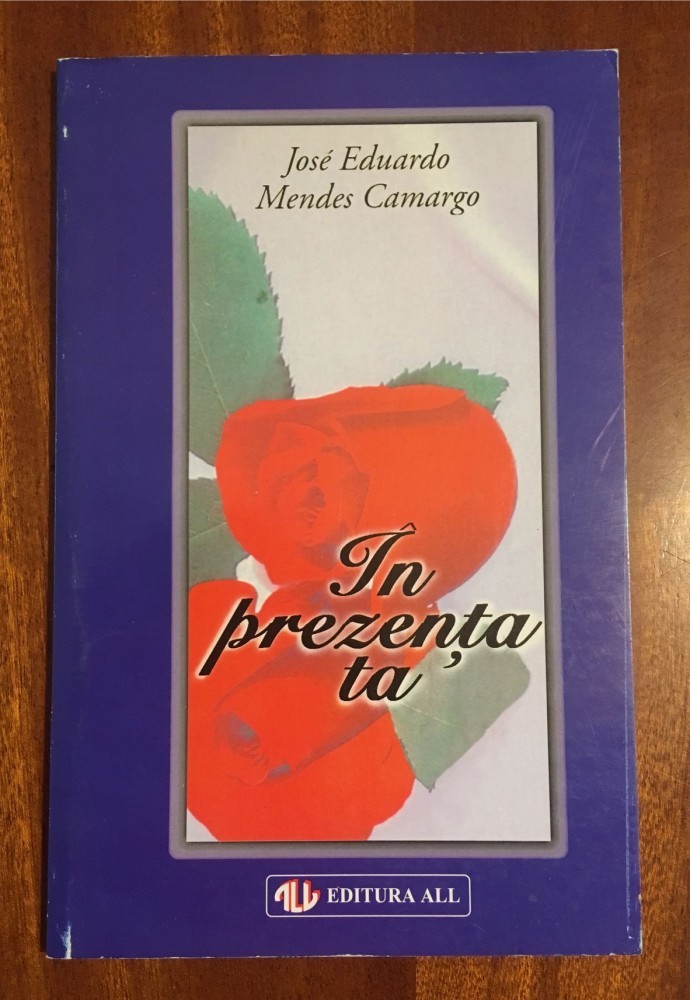 José Eduardo
Mendes Camargo
În
prezența
ta
ALL EDITURA ALL